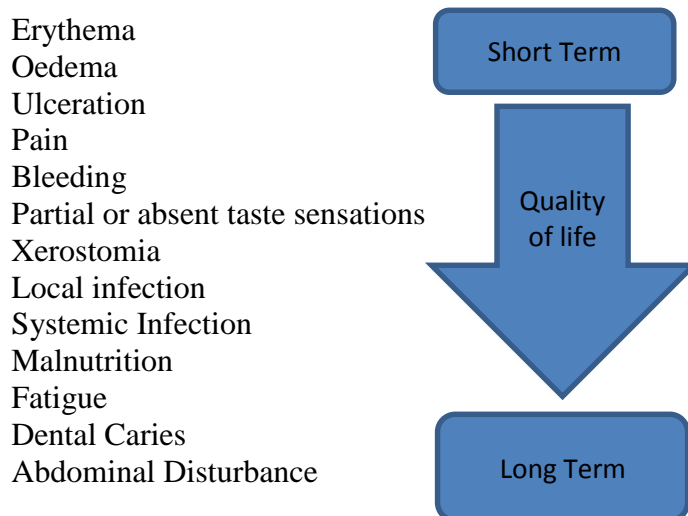 Erythema
Oedema
Ulceration
Pain
Bleeding
Partial or absent taste sensations
Xerostomia
Local infection
Systemic Infection
Malnutrition
Fatigue
Dental Caries
Abdominal Disturbance
Short Term
Quality
of life
Long Term